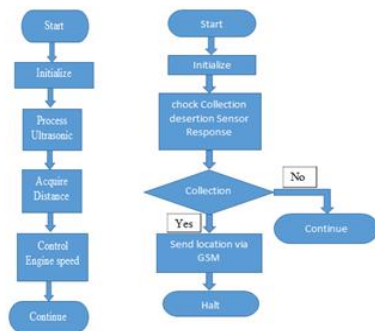 Start
Initialize
Process
Ultrasonic
Acquire
Distance
Control
Engine speed
Continue
Start
Initialize
chock Collection
desertion Sensor
Response
Collection
No
Yes
Continue
Send location via
GSM
Halt